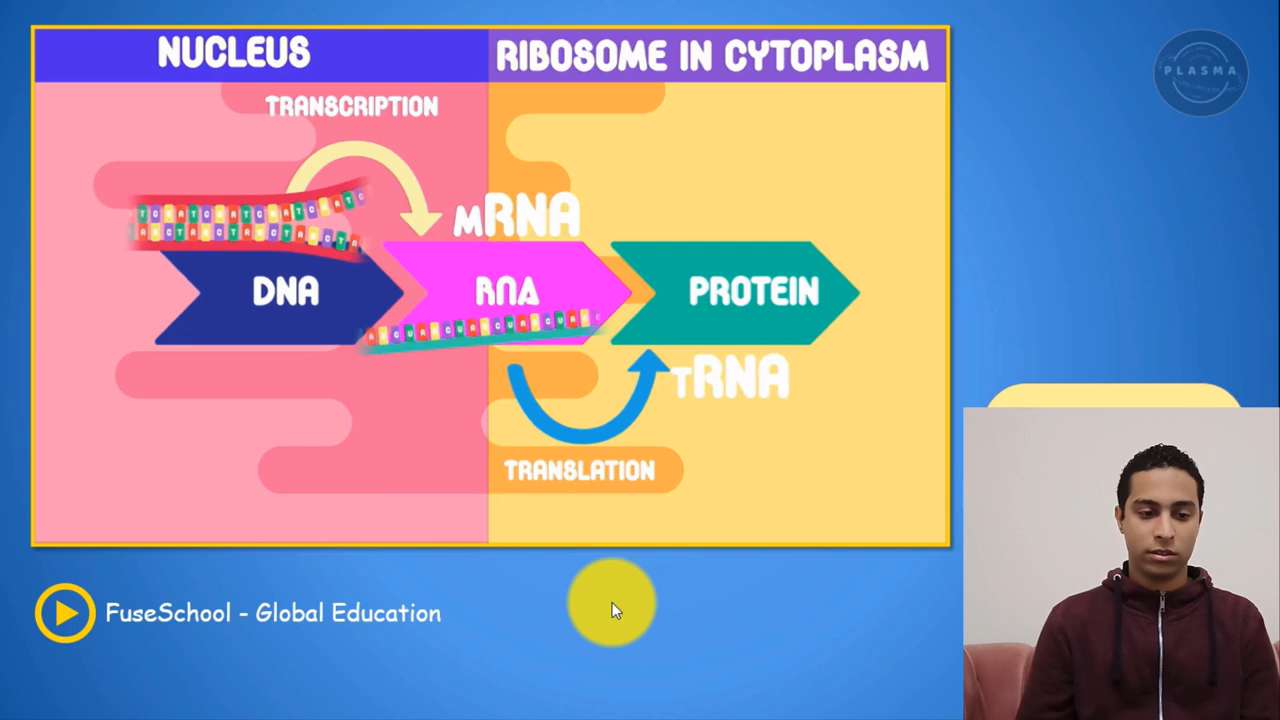 NUCLEUS
RIBOSOME IN CYTOPLASM
PLASMA
TRANSCRIPTION
mRNA
DNA
RNA
PROTEIN
TRNA
TRANSLATION
FuseSchool - Global Education